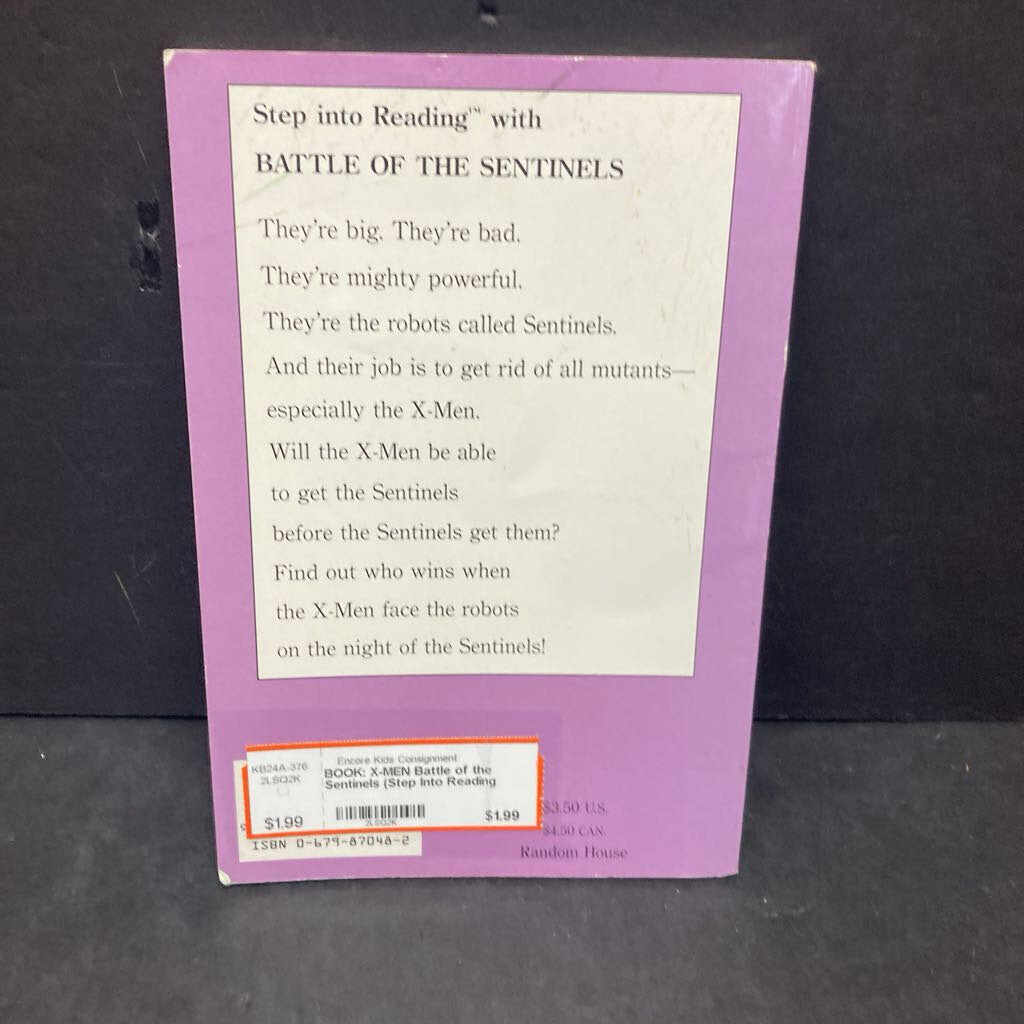 Step into Reading™ with
BATTLE OF THE SENTINELS
They're big. They're bad.
They're mighty powerful.
They're the robots called Sentinels.
And their job is to get rid of all mutants—
especially the X-Men.
Will the X-Men be able
to get the Sentinels
before the Sentinels get them?
Find out who wins when
the X-Men face the robots
on the night of the Sentinels!
KB24A-376
2LSQ2K
$1.99
Encore Kids Consignment
BOOK: X-MEN Battle of the
Sentinels (Step Into Reading
2LSQ2K
$1.99
ISBN 0-679-87048-2
$3.50 U.S.
$4.50 CAN.
Random House